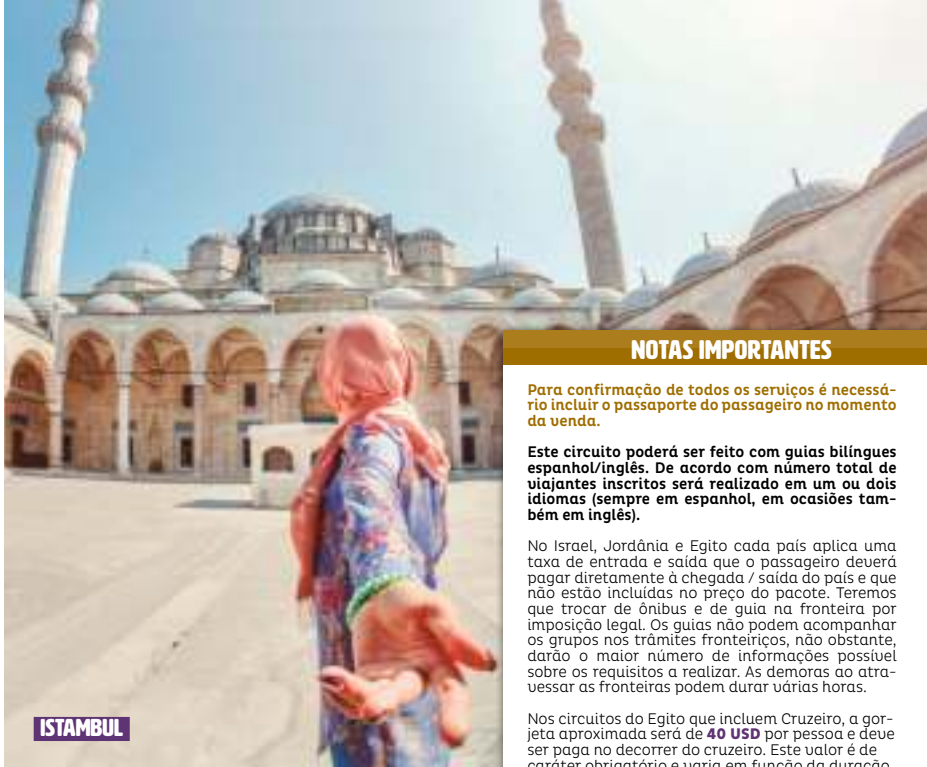 NOTAS IMPORTANTES
Para confirmação de todos os serviços é necessá-
rio incluir o passaporte do passageiro no momento
da venda.
Este circuito poderá ser feito com guias bilíngues
espanhol/inglês. De acordo com número total de
viajantes inscritos será realizado em um ou dois
idiomas (sempre em espanhol, em ocasiões tam-
bém em inglês).
No Israel, Jordânia e Egito cada país aplica uma
taxa de entrada e saída que o passageiro deverá
pagar diretamente à chegada / saída do país e que
não estão incluídas no preço do pacote. Teremos
que trocar de ônibus e de guia na fronteira por
imposição legal. Os guias não podem acompanhar
os grupos nos trâmites fronteiriços, não obstante,
darão o maior número de informações possível
sobre os requisitos a realizar. As demoras ao atra-
vessar as fronteiras podem durar várias horas.
Nos circuitos do Egito que incluem Cruzeiro, a gor-
jeta aproximada será de 40 USD por pessoa e deve
ser paga no decorrer do cruzeiro. Este valor é de
caráter obrigatório e varia em função da duração
ISTAMBUL